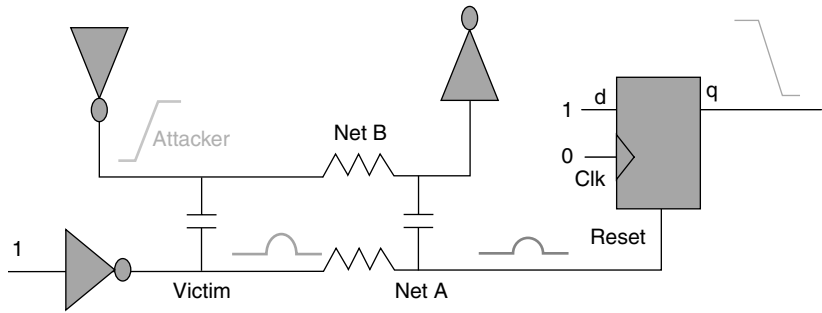 Attacker
Net B
1
d
q
0
Clk
Reset
1
Victim
Net A